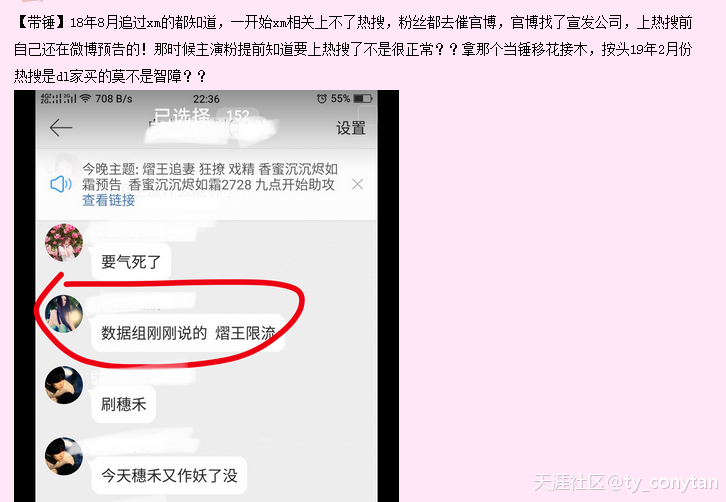 【带锤】18年8月追过xm的都知道，一开始xm相关上不了热搜，粉丝都去催官博，官博找了宣发公司，上热搜前
自己还在微博预告的！那时候主演粉提前知道要上热搜了不是很正常？？拿那个当锤移花接木，按头19年2月份
热搜是dl家买的莫不是智障？？
708 B/s 22:36 55%
已选择 152
设置
今晚主题: 熠王追妻 狂撩 戏精 香蜜沉沉烬如
霜预告 香蜜沉沉烬如霜2728 九点开始助攻
查看链接
要气死了
数据组刚刚说的 熠王限流
刷穗禾
今天穗禾又作妖了没
天涯社区@ty_conytan